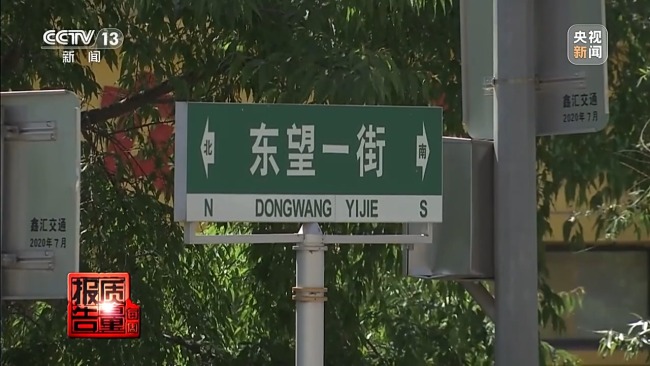 CCTV 13
新闻
央视
新闻
鑫汇交通
2020年7月
北 东望一街 南
N DONGWANG YIJIE S
鑫汇交通
2020年7月
质量报告
每周